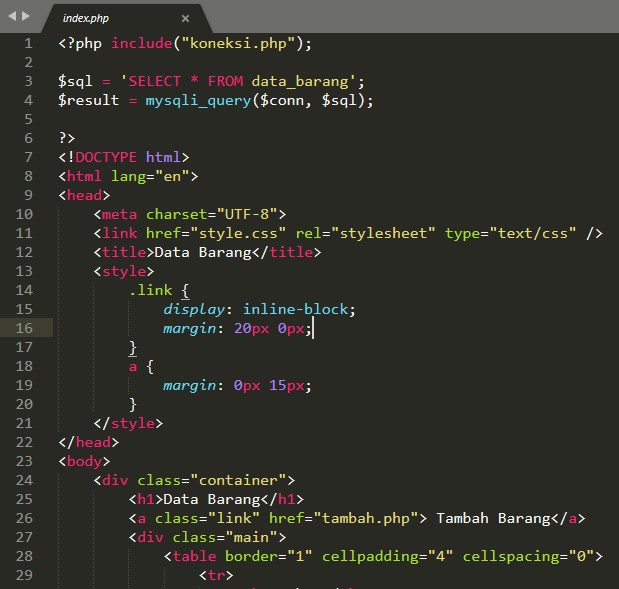 index.php ×
1 <?php include("koneksi.php");
2
3 $sql = 'SELECT * FROM data_barang';
4 $result = mysqli_query($conn, $sql);
5
6 ?>
7 <!DOCTYPE html>
8 <html lang="en">
9 <head>
10     <meta charset="UTF-8">
11     <link href="style.css" rel="stylesheet" type="text/css" />
12     <title>Data Barang</title>
13     <style>
14         .link {
15             display: inline-block;
16             margin: 20px 0px;
17         }
18         a {
19             margin: 0px 15px;
20         }
21     </style>
22 </head>
23 <body>
24     <div class="container">
25         <h1>Data Barang</h1>
26         <a class="link" href="tambah.php"> Tambah Barang</a>
27         <div class="main">
28             <table border="1" cellpadding="4" cellspacing="0">
29                 <tr>